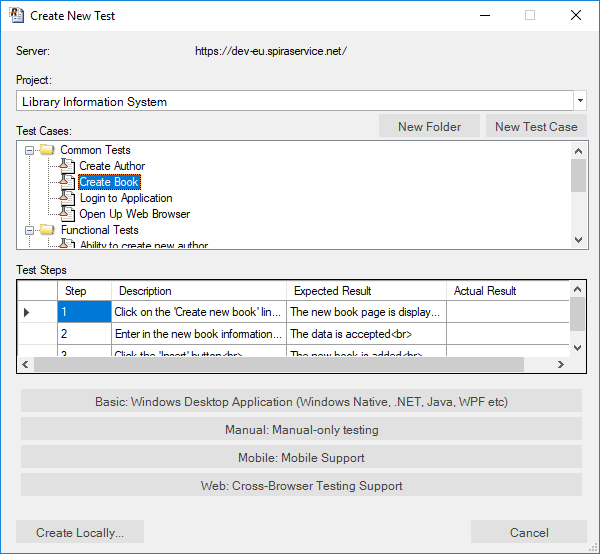 Create New Test
Server: https://dev-eu.spiraservice.net/
Project:
Library Information System
New Folder New Test Case
Test Cases:
Common Tests
Create Author
Create Book
Login to Application
Open Up Web Browser
Functional Tests
Ability to create new author
Test Steps
Step Description Expected Result Actual Result
1 Click on the 'Create new book' lin... The new book page is display...
2 Enter in the new book information... The data is accepted<br>
3 Click the 'Insert' button<br> The new book is added<br>
Basic: Windows Desktop Application (Windows Native, .NET, Java, WPF etc)
Manual: Manual-only testing
Mobile: Mobile Support
Web: Cross-Browser Testing Support
Create Locally... Cancel